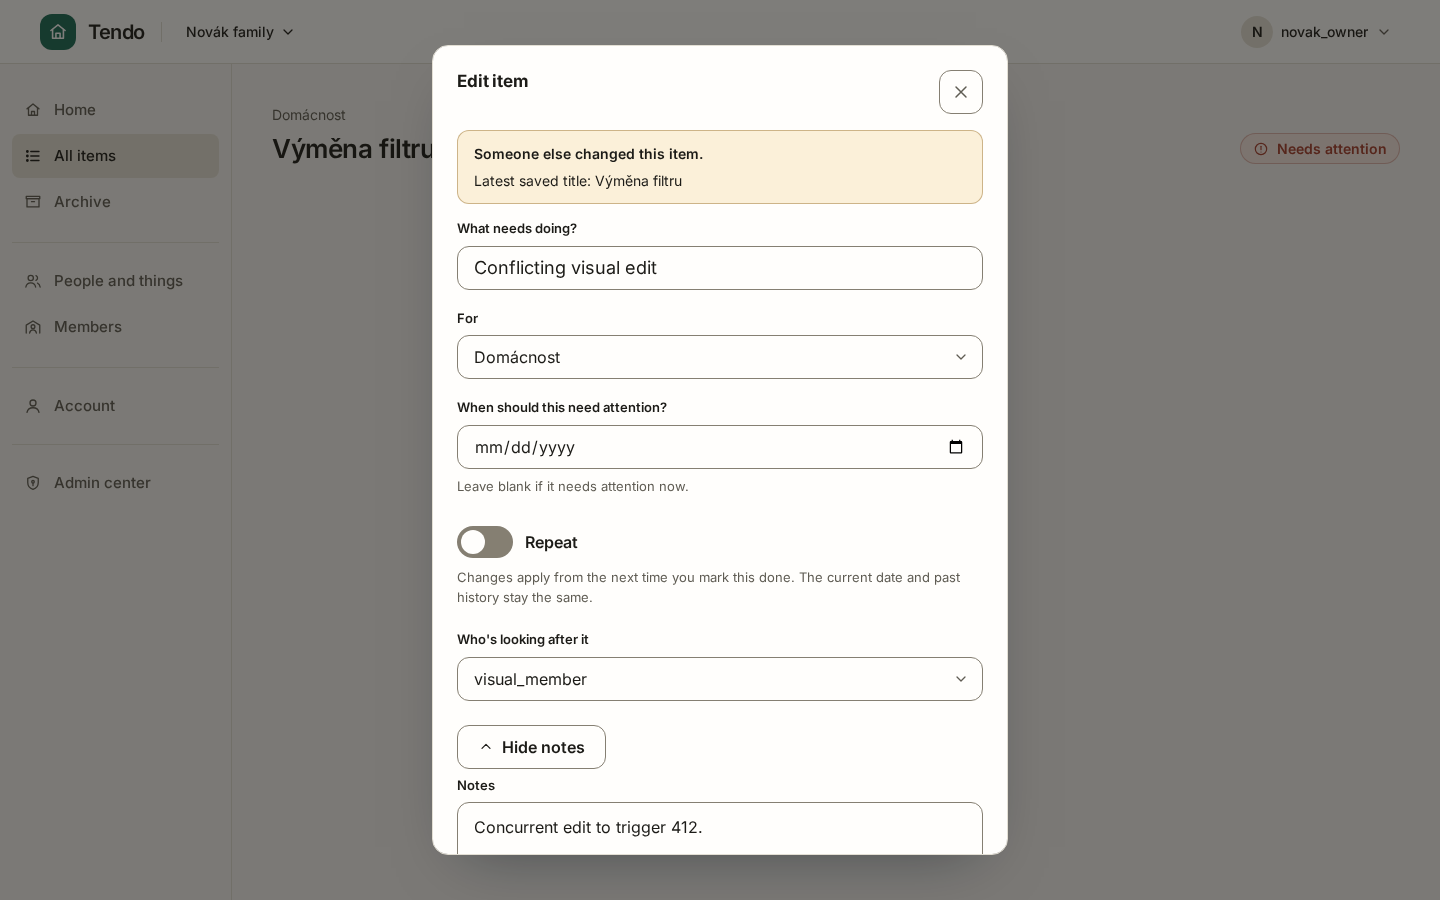 Tendo
Novák family
N
novak_owner
Home
All items
Archive
People and things
Members
Account
Admin center
Domácnost
Výměna filtru
Needs attention
Edit item
Someone else changed this item.
Latest saved title: Výměna filtru
What needs doing?
Conflicting visual edit
For
Domácnost
When should this need attention?
mm/dd/yyyy
Leave blank if it needs attention now.
Repeat
Changes apply from the next time you mark this done. The current date and past
history stay the same.
Who's looking after it
visual_member
Hide notes
Notes
Concurrent edit to trigger 412.